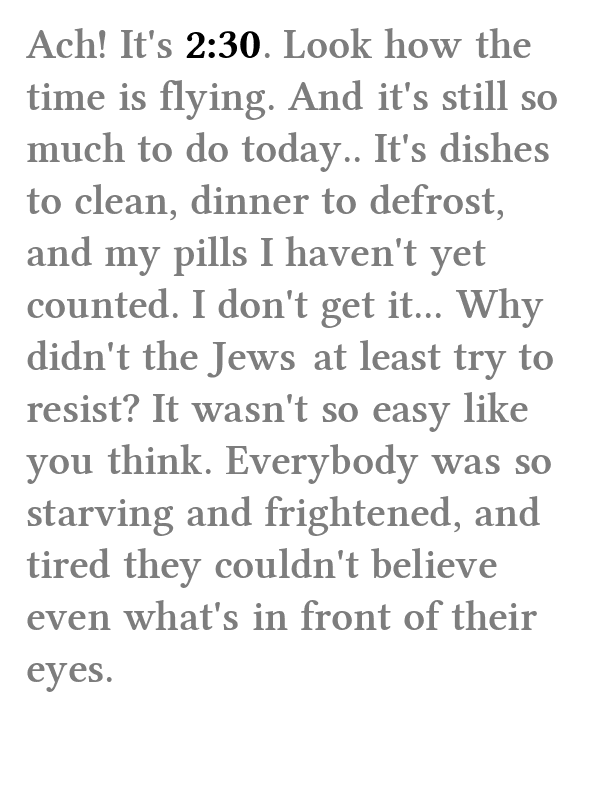 Ach! It's 2:30. Look how the
time is flying. And it's still so
much to do today.. It's dishes
to clean, dinner to defrost,
and my pills I haven't yet
counted. I don't get it... Why
didn't the Jews at least try to
resist? It wasn't so easy like
you think. Everybody was so
starving and frightened, and
tired they couldn't believe
even what's in front of their
eyes.